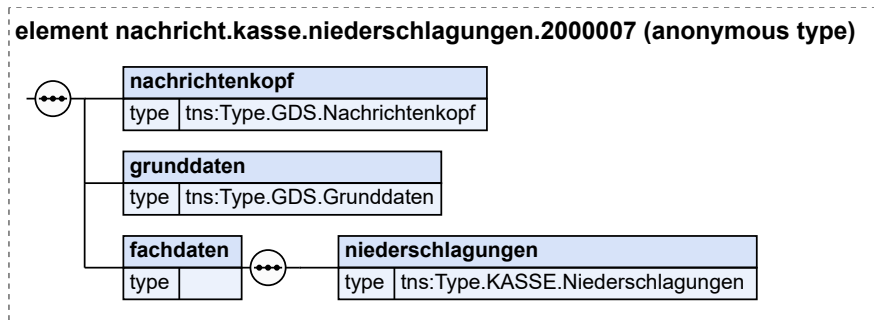 element nachricht.kasse.niederschlagungen.2000007 (anonymous type)
nachrichtenkopf
type tns:Type.GDS.Nachrichtenkopf
grunddaten
type tns:Type.GDS.Grunddaten
fachdaten
type
niederschlagungen
type tns:Type.KASSE.Niederschlagungen